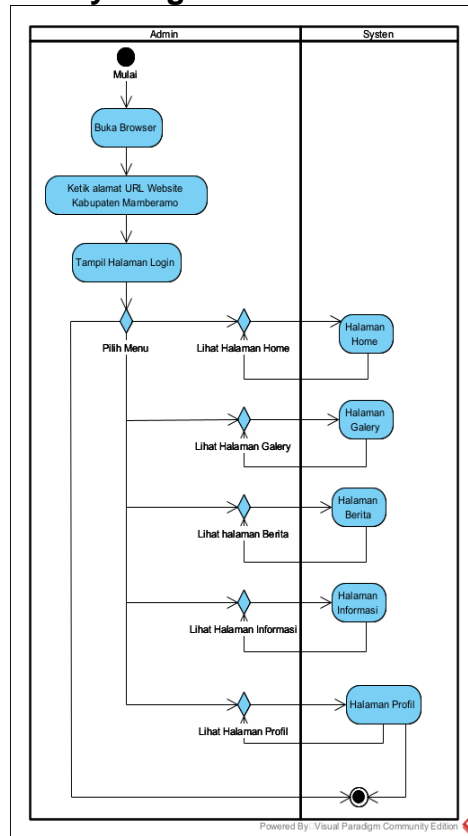 Admin
Systen
Mulai
Buka Browser
Ketik alamat URL Website
Kabupaten Mamberamo
Tampil Halaman Login
Pilih Menu
Lihat Halaman Home
Halaman
Home
Lihat Halaman Galery
Halaman
Galery
Lihat halaman Berita
Halaman
Berita
Lihat Halaman Informasi
Halaman
Informasi
Lihat Halaman Profil
Halaman Profil
Powered By: Visual Paradigm Community Edition